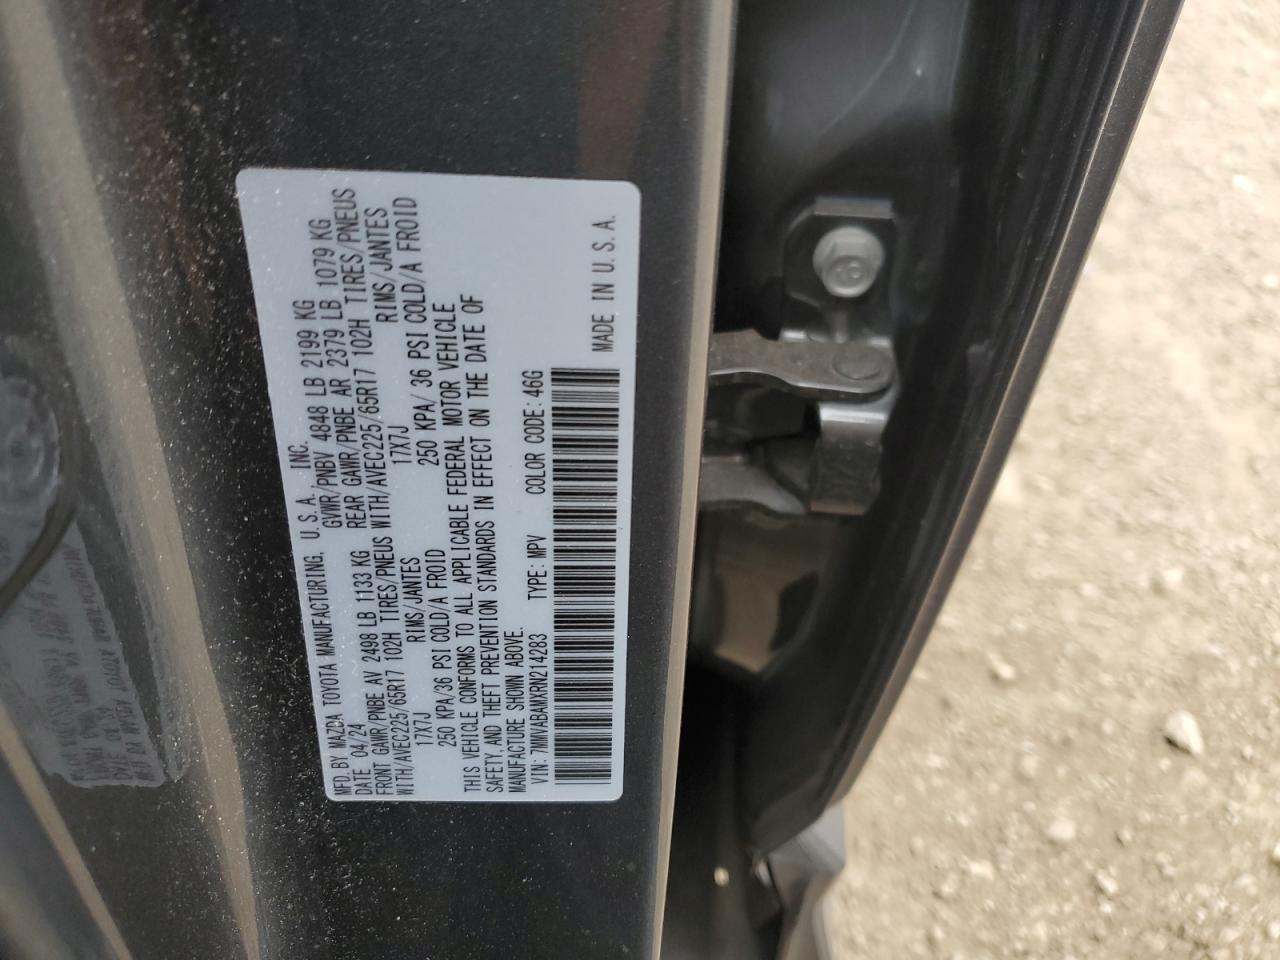 MFD. BY MAZDA TOYOTA MANUFACTURING, U. S. A. , INC.
DATE 04/24 GVWR/PNBV 4848 LB 2199 KG
FRONT GAWR/PNBE AV 2498 LB 1133 KG REAR GAWR/PNBE AR 2379 LB 1079 KG
WITH/AVEC225/65R17 102H TIRES/PNEUS WITH/AVEC225/65R17 102H TIRES/PNEUS
17X7J RIMS/JANTES 17X7J RIMS/JANTES
250 KPA/36 PSI COLD/A FROID 250 KPA/ 36 PSI COLD/A FROID
THIS VEHICLE CONFORMS TO ALL APPLICABLE FEDERAL MOTOR VEHICLE
SAFETY, AND THEFT PREVENTION STANDARDS IN EFFECT ON THE DATE OF
MANUFACTURE SHOWN ABOVE.
VIN: 7MMVABAMXRN214283 TYPE: MPV COLOR CODE: 46G
MADE IN U. S. A.